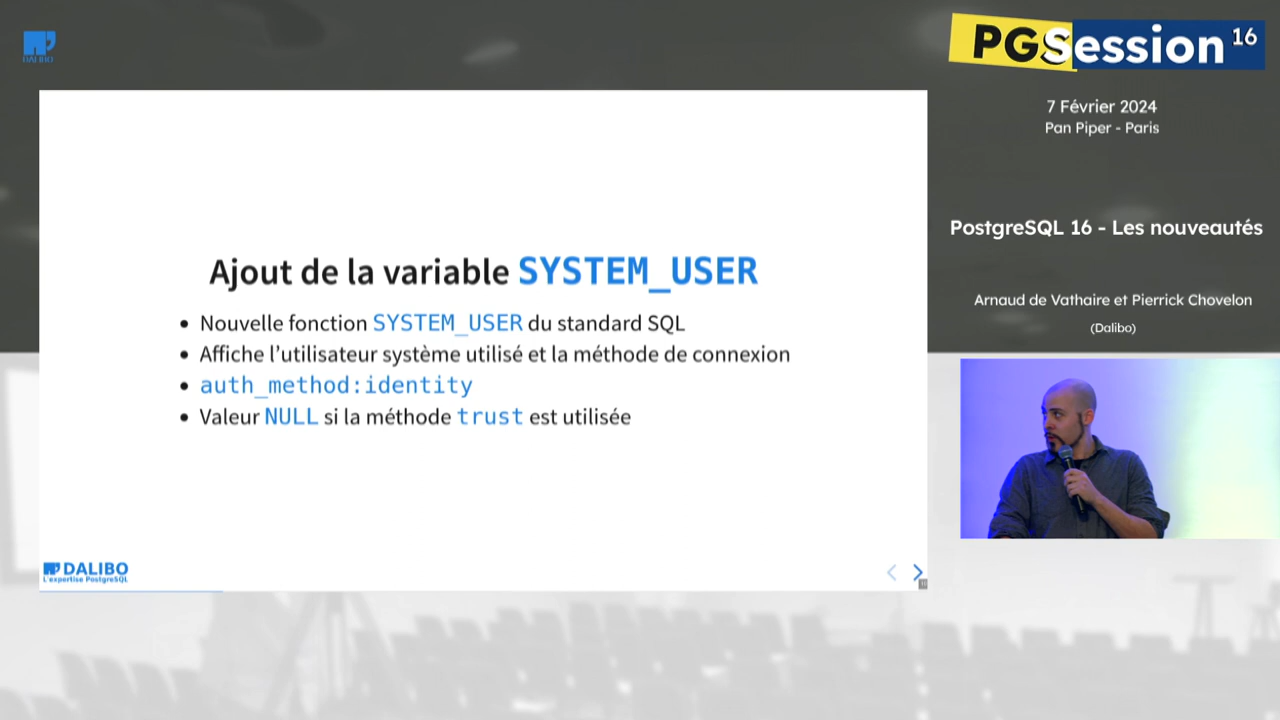 DALIBO
PGSession 16
7 Février 2024
Pan Piper - Paris
PostgreSQL 16 - Les nouveautés
Arnaud de Vathaire et Pierrick Chovelon
(Dalibo)
Ajout de la variable SYSTEM_USER
Nouvelle fonction SYSTEM_USER du standard SQL
Affiche l’utilisateur système utilisé et la méthode de connexion
auth_method:identity
Valeur NULL si la méthode trust est utilisée
DALIBO
L'expertise PostgreSQL